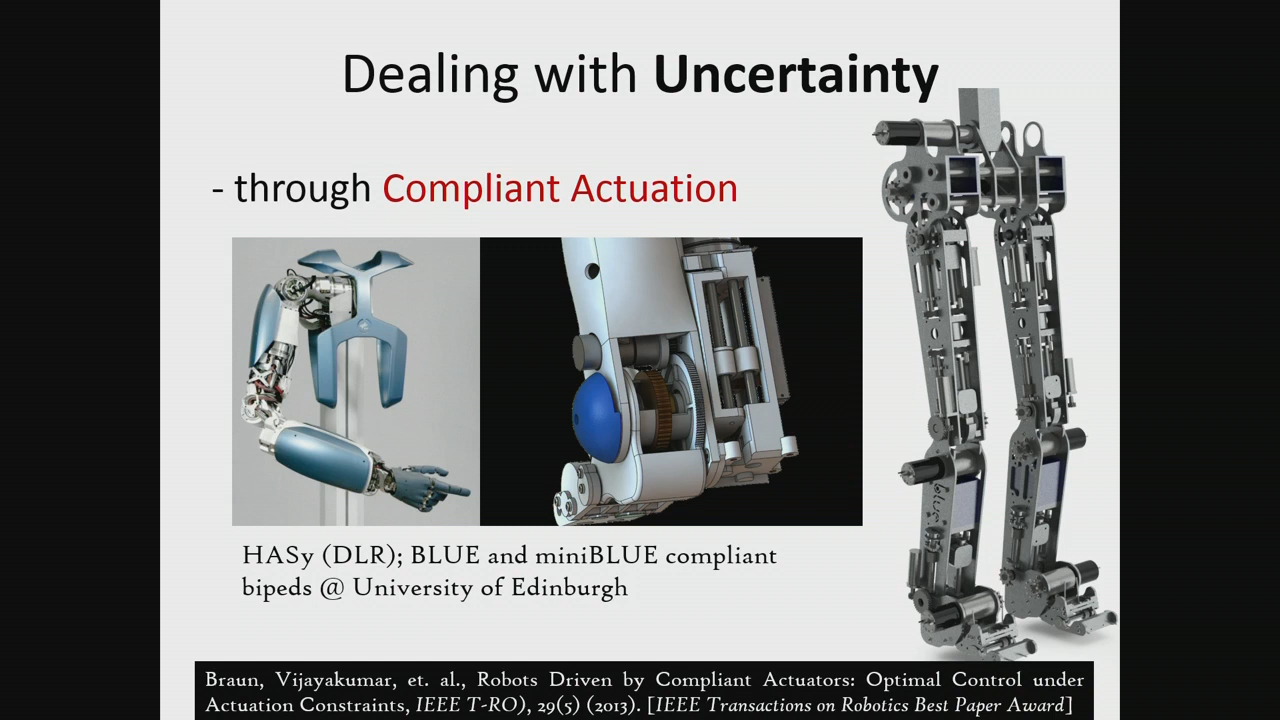 Dealing with Uncertainty
- through Compliant Actuation
blue
HASy (DLR); BLUE and miniBLUE compliant
bipeds @ University of Edinburgh
Braun, Vijayakumar, et. al., Robots Driven by Compliant Actuators: Optimal Control under
Actuation Constraints, IEEE T-RO), 29(5) (2013). [IEEE Transactions on Robotics Best Paper Award]